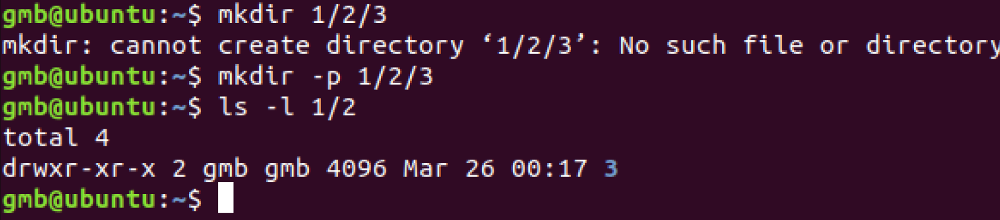 gmb@ubuntu:~$ mkdir 1/2/3
mkdir: cannot create directory ‘1/2/3’: No such file or directory
gmb@ubuntu:~$ mkdir -p 1/2/3
gmb@ubuntu:~$ ls -l 1/2
total 4
drwxr-xr-x 2 gmb gmb 4096 Mar 26 00:17 3
gmb@ubuntu:~$